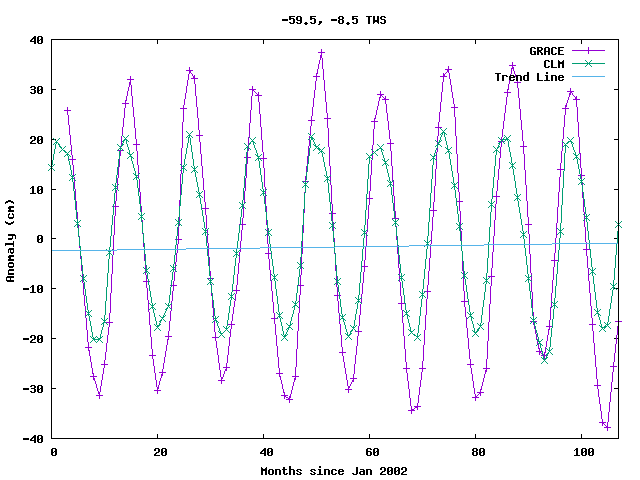 -59.5, -8.5 TWS
GRACE
CLM
Trend Line
40
30
20
10
0
-10
-20
-30
-40
Anomaly (cm)
0 20 40 60 80 100
Months since Jan 2002